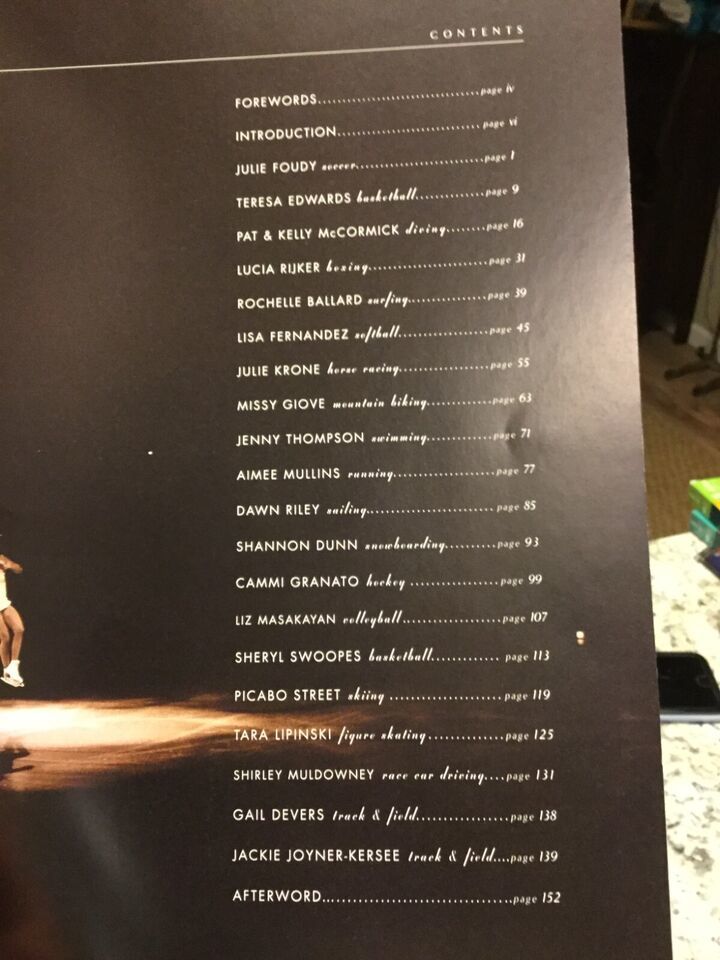 CONTENTS
FOREWORDS................................page iv
INTRODUCTION............................page vi
JULIE FOUDY soccer..........................page 1
TERESA EDWARDS basketball..............page 9
PAT & KELLY McCORMICK diving........page 16
LUCIA RIJKER boxing........................page 31
ROCHELLE BALLARD surfing................page 39
LISA FERNANDEZ softball..................page 45
JULIE KRONE horse racing..................page 55
MISSY GIOVE mountain biking.............page 63
JENNY THOMPSON swimming.............page 71
AIMEE MULLINS running....................page 77
DAWN RILEY sailing.........................page 85
SHANNON DUNN snowboarding..........page 93
CAMMI GRANATO hockey .................page 99
LIZ MASAKAYAN volleyball...................page 107
SHERYL SWOOPES basketball............. page 113
PICABO STREET skiing ......................page 119
TARA LIPINSKI figure skating...............page 125
SHIRLEY MULDOWNEY race car driving....page 131
GAIL DEVERS track & field.................page 138
JACKIE JOYNER-KERSEE track & field....page 139
AFTERWORD...................................page 152